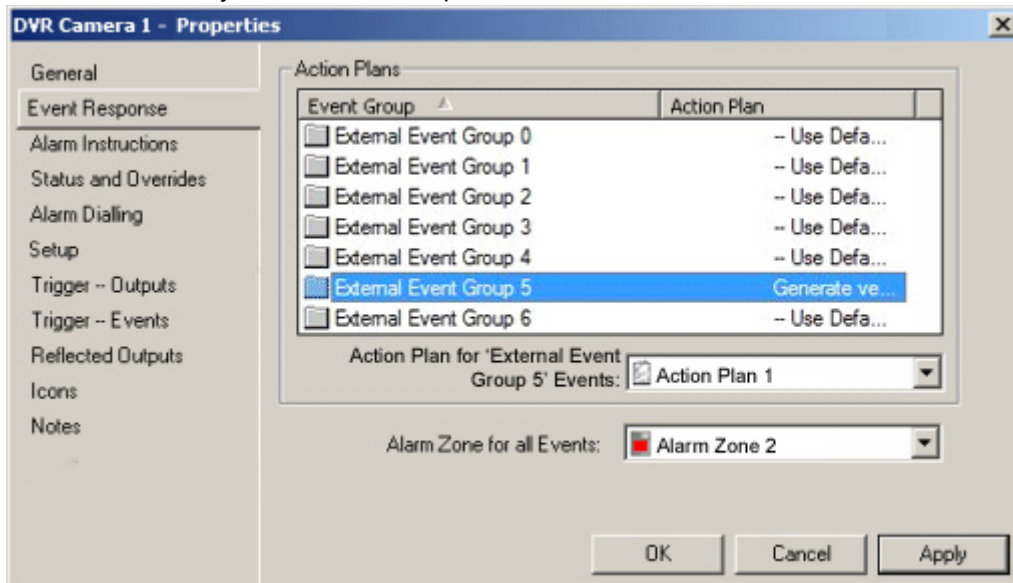 DVR Camera 1 - Properties
General
Event Response
Alarm Instructions
Status and Overrides
Alarm Dialling
Setup
Trigger -- Outputs
Trigger -- Events
Reflected Outputs
Icons
Notes
Action Plans
Event Group Action Plan
External Event Group 0 -- Use Defa...
External Event Group 1 -- Use Defa...
External Event Group 2 -- Use Defa...
External Event Group 3 -- Use Defa...
External Event Group 4 -- Use Defa...
External Event Group 5 Generate ve...
External Event Group 6 -- Use Defa...
Action Plan for 'External Event
Group 5' Events: Action Plan 1
Alarm Zone for all Events: Alarm Zone 2
OK Cancel Apply